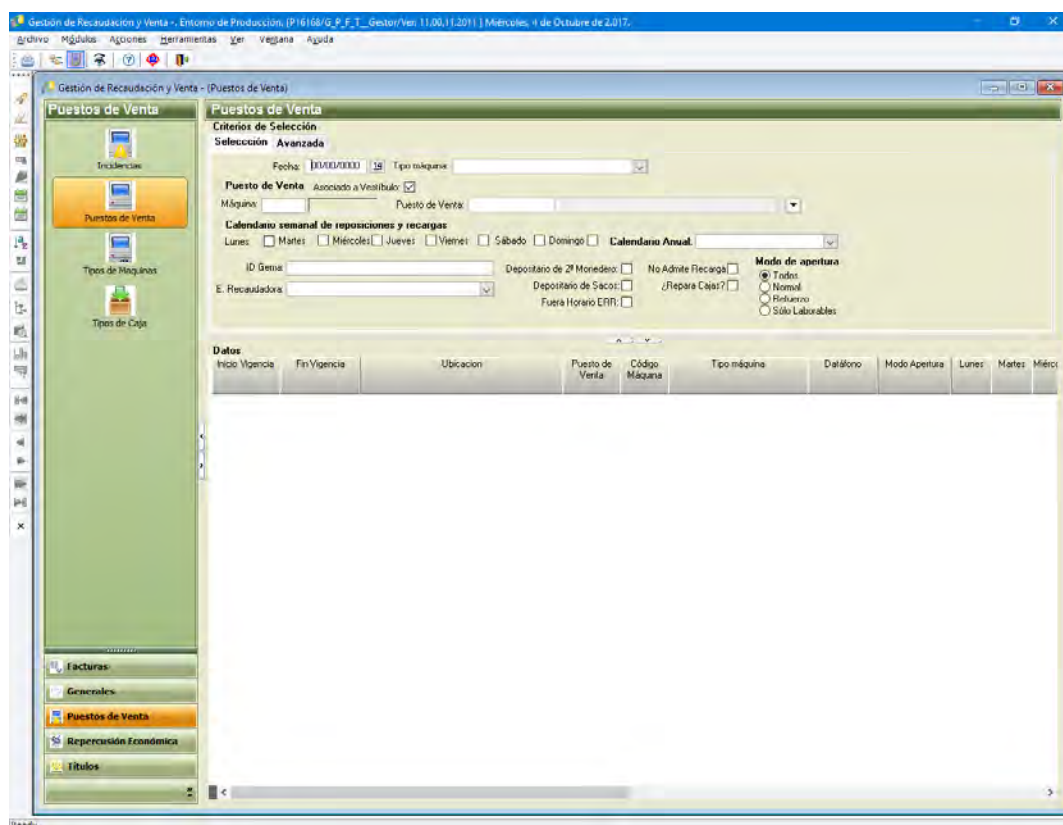 Gestión de Recaudación y Venta -. Entorno de Producción. [P16168/G_P_F_T_ Gestor/Ver: 11.00.11.2011 ] Miércoles, 4 de Octubre de 2.017.
Archivo Módulos Acciones Herramientas Ver Ventana Ayuda
Gestión de Recaudación y Venta - (Puestos de Venta)
Puestos de Venta
Puestos de Venta
Criterios de Selección
Seleccción Avanzada
Fecha: 00/00/0000 Tipo máquina:
Puesto de Venta Asociado a Vestíbulo:
Máquina: Puesto de Venta:
Calendario semanal de reposiciones y recargas
Lunes: Martes: Miércoles: Jueves: Viernes: Sábado Domingo Calendario Anual:
ID Gema:
Depositario de 2º Monedero: No Admite Recarga:
E. Recaudadora: Depositario de Sacos: ¿Repara Cajas?
Fuera Horario ERR:
Modo de apertura
Todos
Normal
Refuerzo
Sólo Laborables
Incidencias
Puestos de Venta
Tipos de Maquinas
Tipos de Caja
Datos
Inicio Vigencia Fin Vigencia Ubicacion Puesto de Venta Código Máquina Tipo máquina Datáfono Modo Apertura Lunes Martes Miérco
Facturas
Generales
Puestos de Venta
Repercusión Económica
Titulos